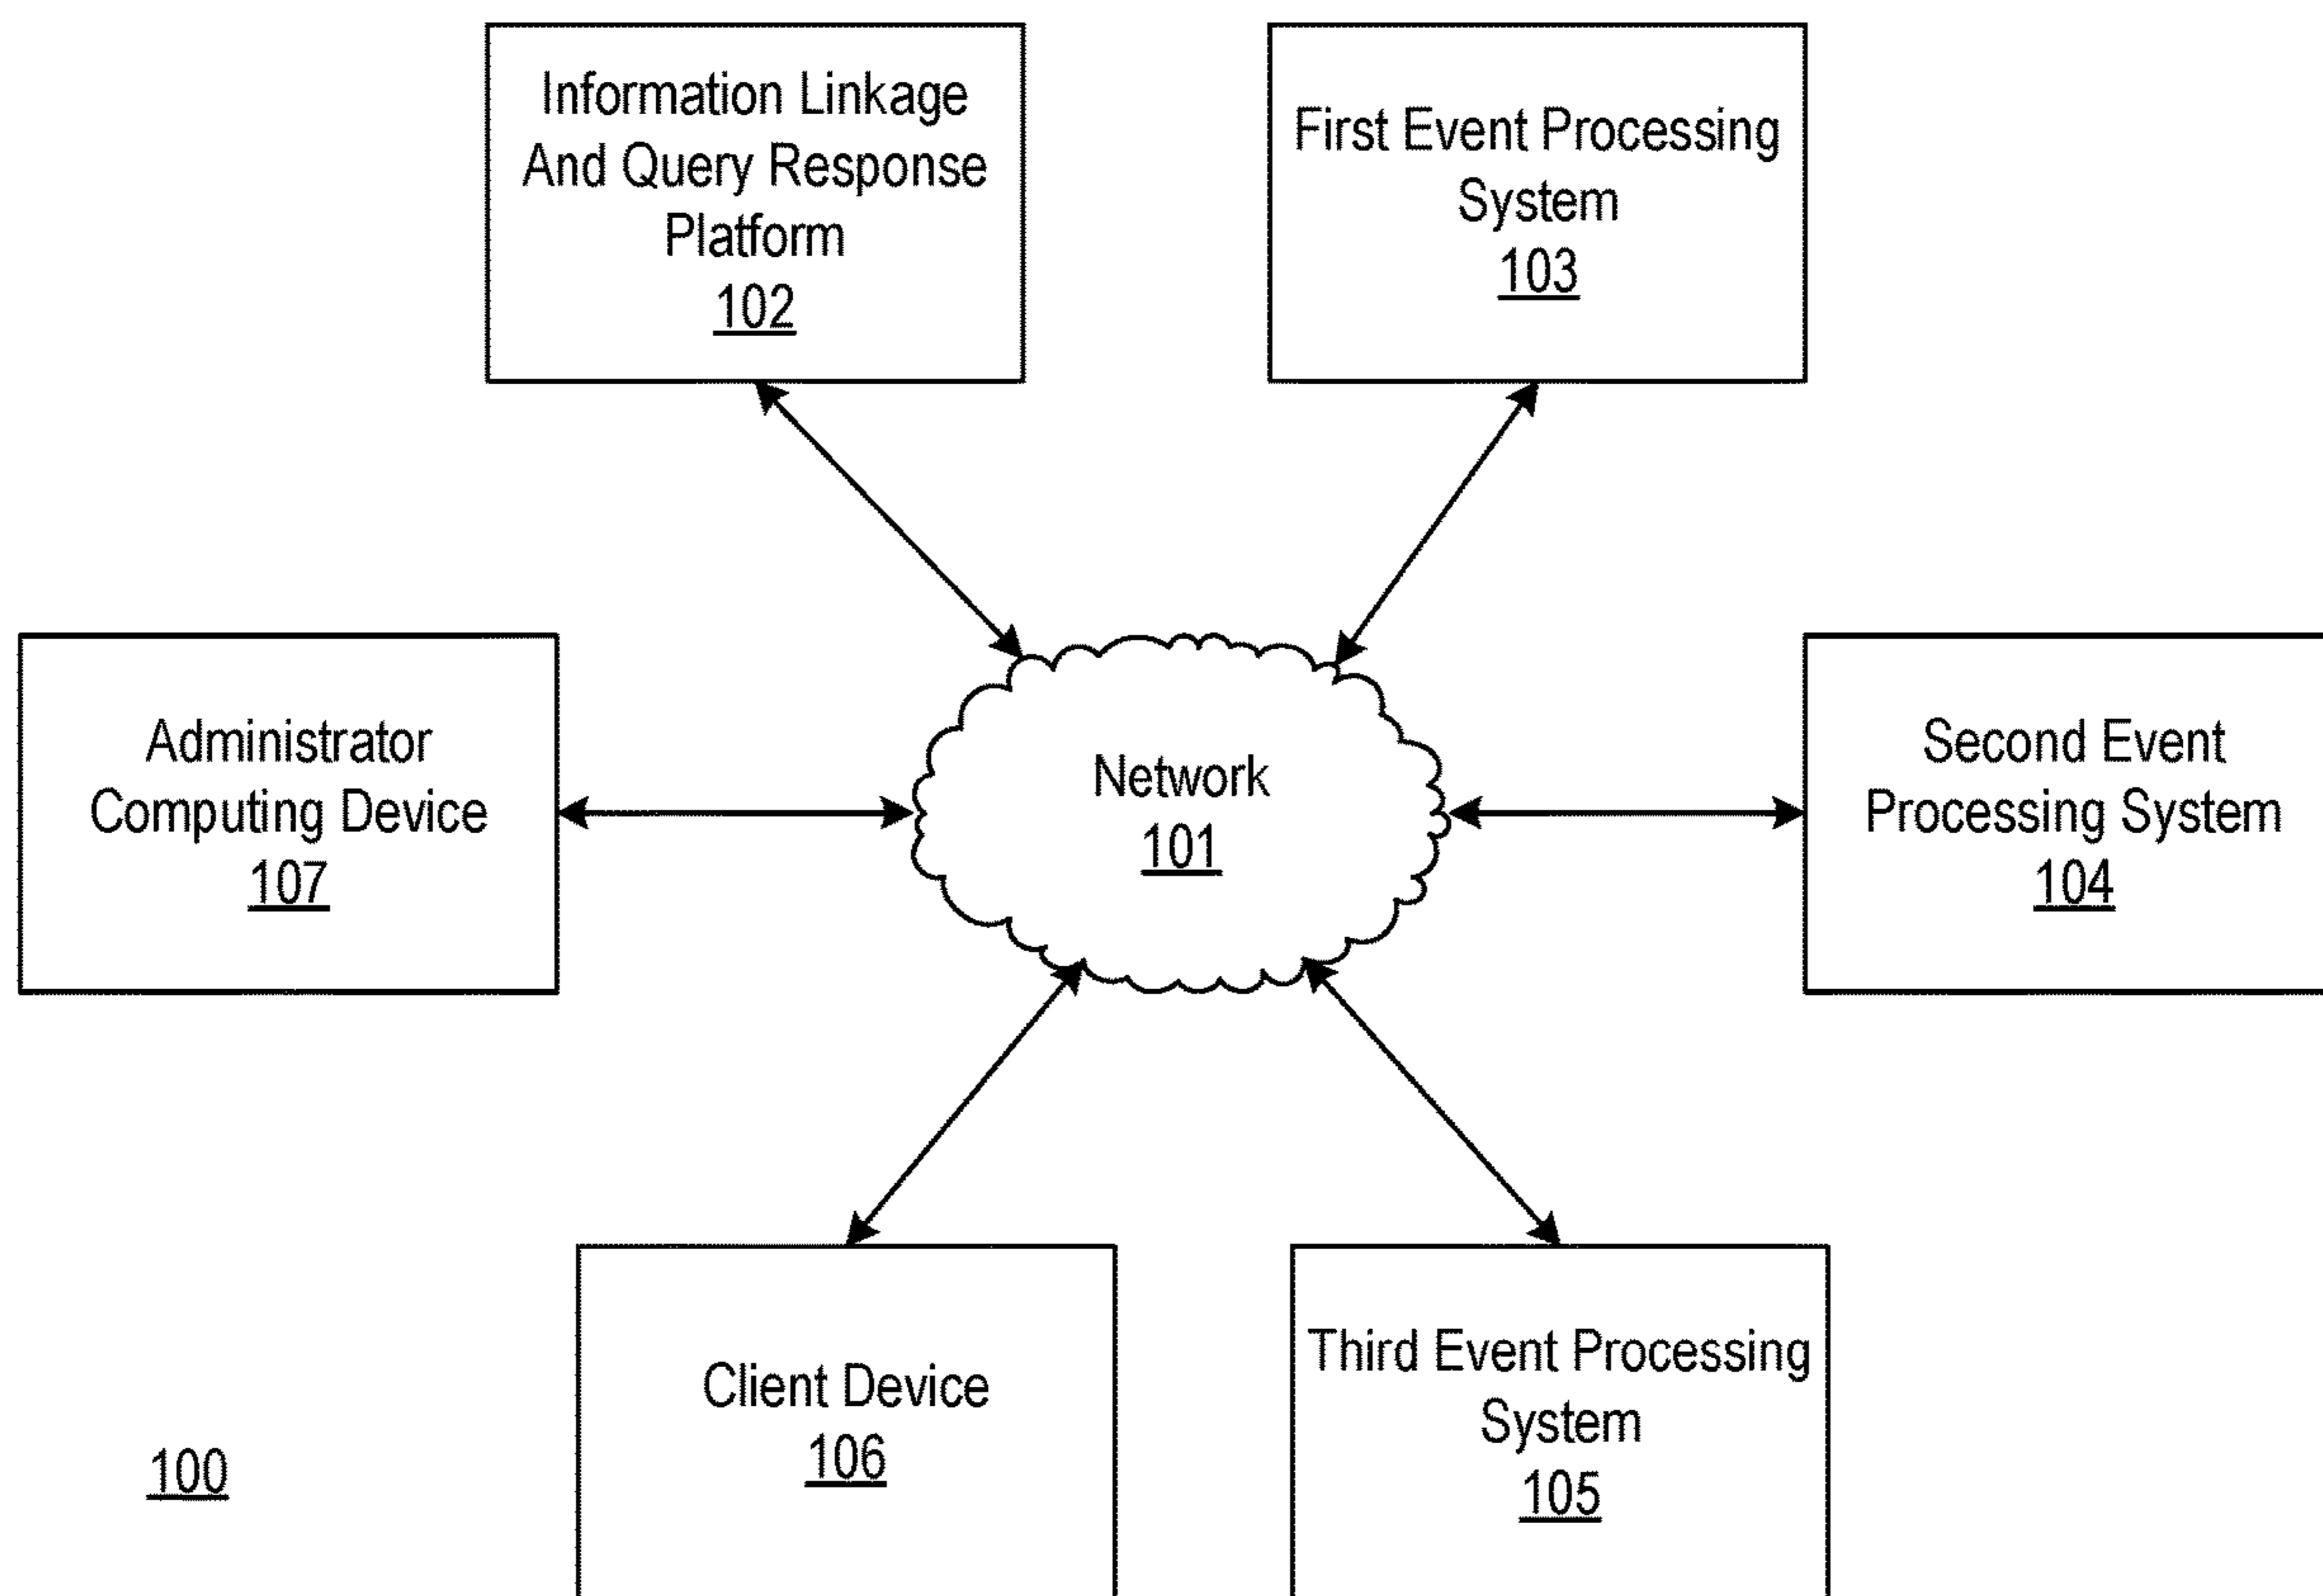 Information Linkage
And Query Response
Platform
102
First Event Processing
System
103
Administrator
Computing Device
107
Network
101
Second Event
Processing System
104
Client Device
106
Third Event Processing
System
105
100